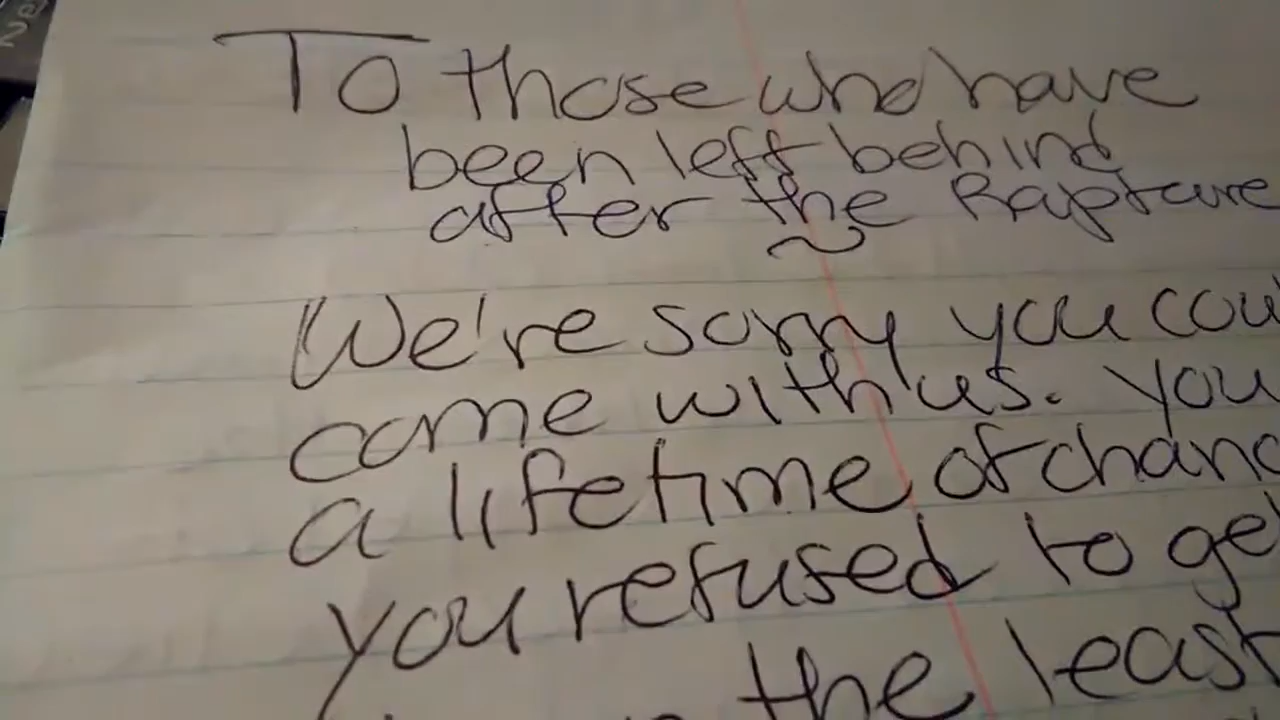 To those who have
been left behind
after the Rapture
We're sorry you cou
come with us. You
a lifetime of chanc
you refused to ge
the least